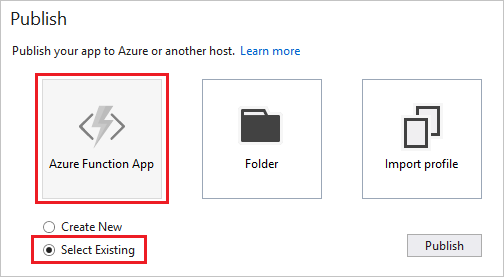 Publish
Publish your app to Azure or another host. Learn more
Azure Function App
Folder
Import profile
Create New
Select Existing
Publish